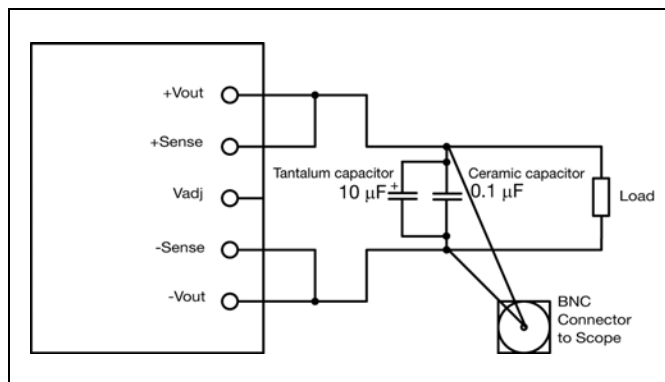 +Vout
+Sense
Vadj
-Sense
-Vout
Tantalum capacitor
10 µF
+
Ceramic capacitor
0.1 µF
Load
BNC
Connector
to Scope